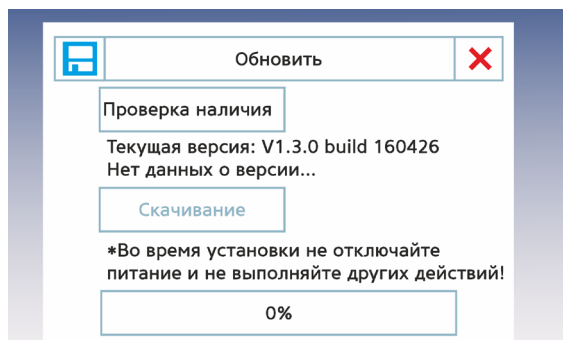 Обновить
Проверка наличия
Текущая версия: V1.3.0 build 160426
Нет данных о версии...
Скачивание
*Во время установки не отключайте
питание и не выполняйте других действий!
0%